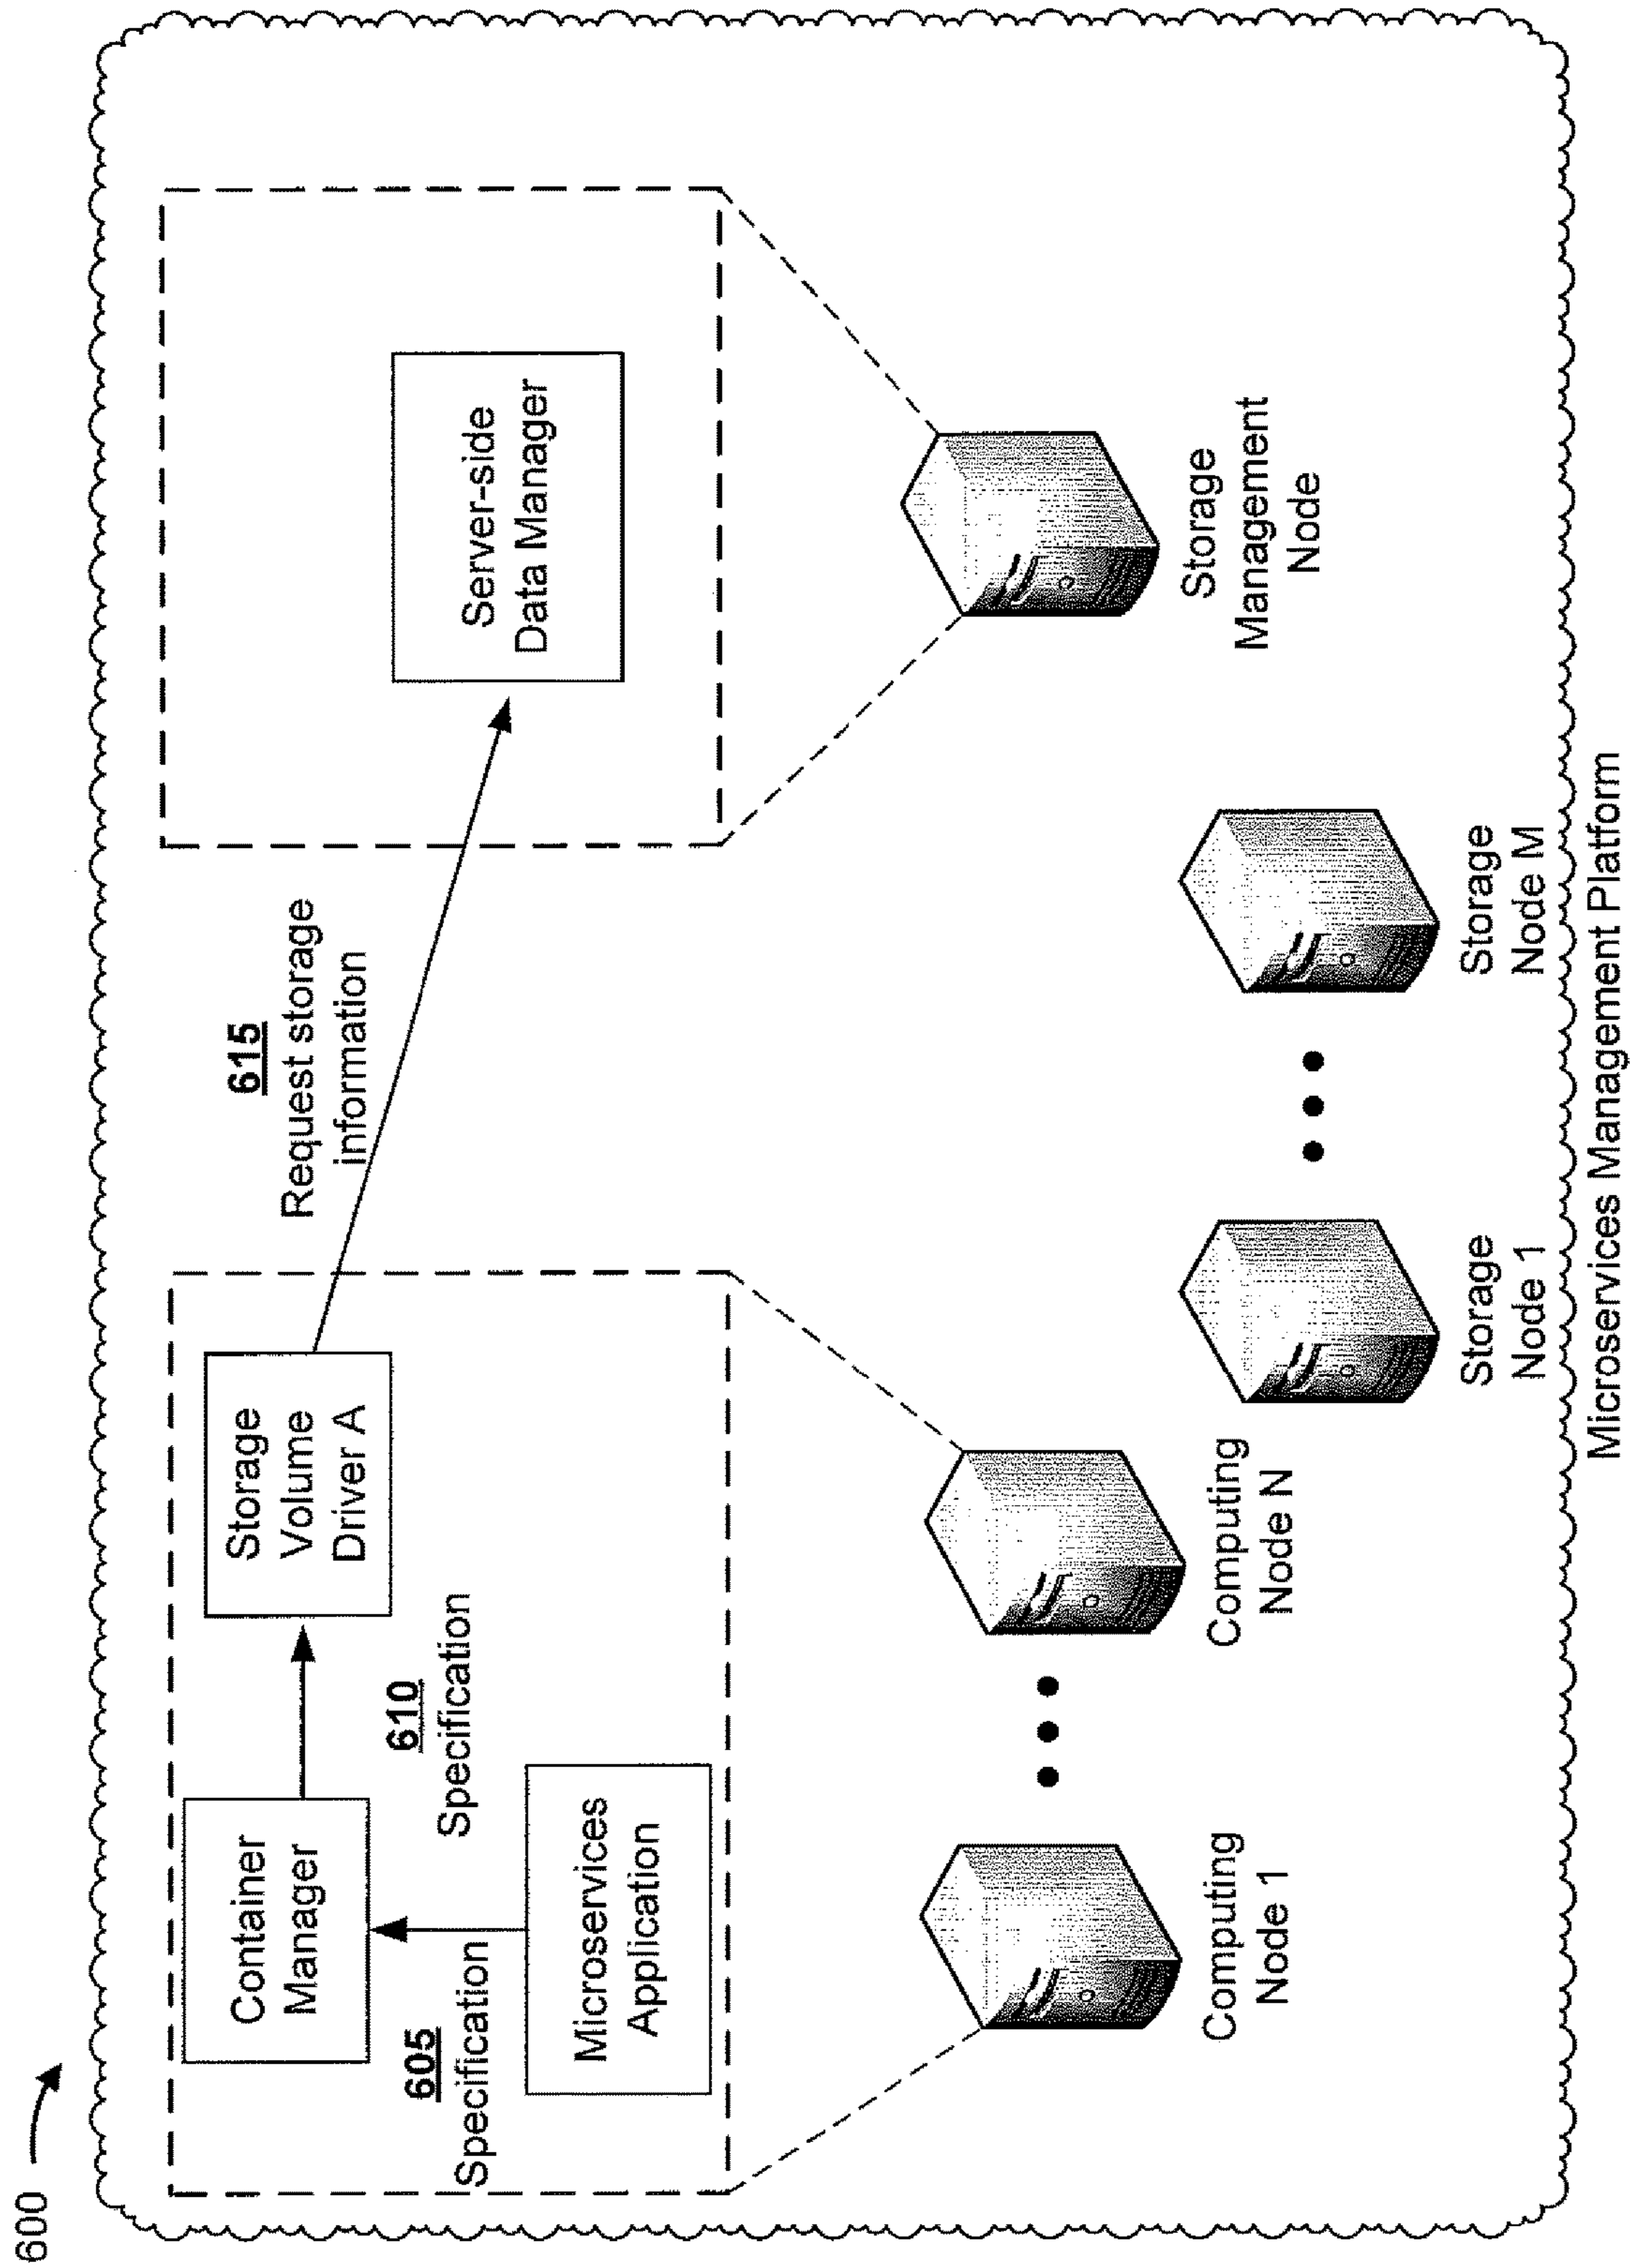 600
Container
Manager
Storage
Volume
Driver A
615
Request storage
information
605
Specification
610
Specification
Microservices
Application
Server-side
Data Manager
Computing
Node 1
Computing
Node N
Storage
Node 1
Storage
Node M
Storage
Management
Node
Microservices Management Platform